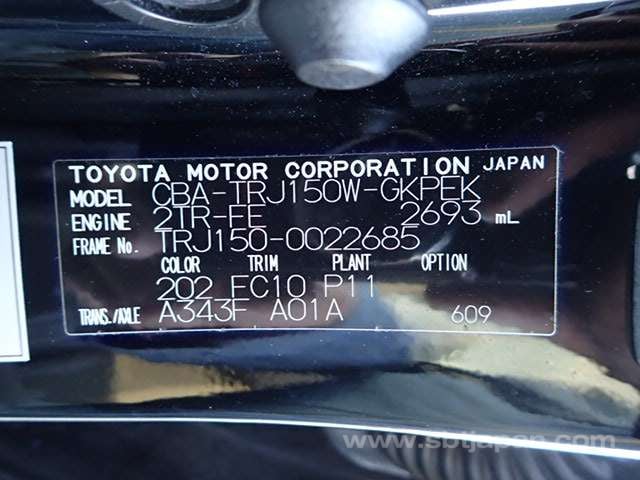 TOYOTA MOTOR CORPORATION JAPAN
MODEL CBA-TRJ150W-GKPEK
ENGINE 2TR-FE 2693 mL
FRAME No. TRJ150-0022685
COLOR TRIM PLANT OPTION
202 FC10 P11
TRANS./AXLE A343F A01A 609
www.sbtjapan.com